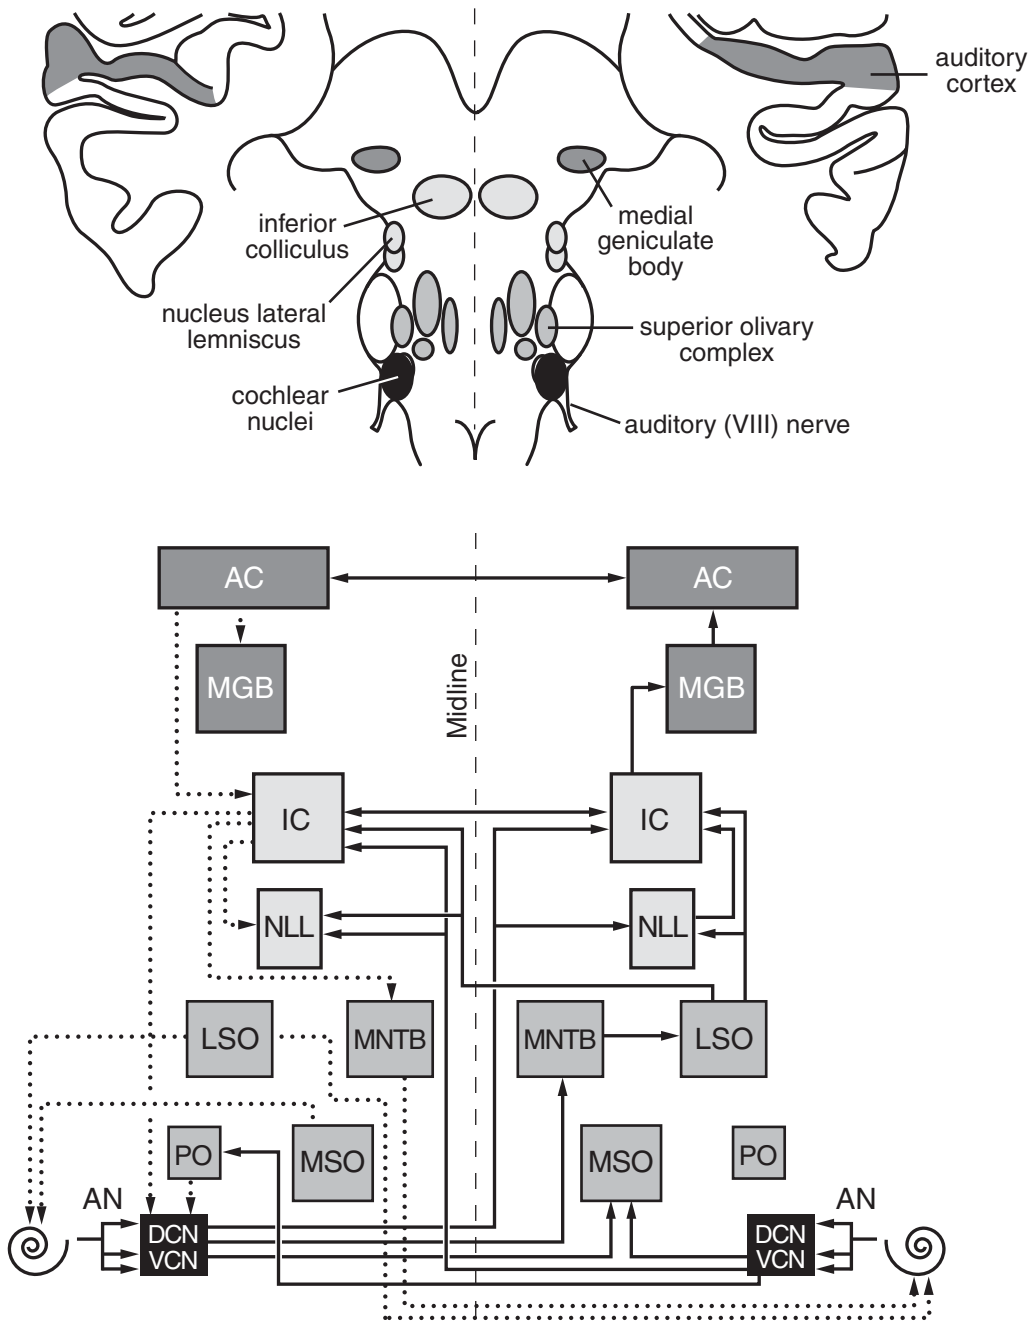 auditory
cortex
inferior
colliculus
medial
geniculate
body
nucleus lateral
lemniscus
superior olivary
complex
cochlear
nuclei
auditory (VIII) nerve
AC
AC
MGB
Midline
MGB
IC
IC
NLL
NLL
LSO
MNTB
MNTB
LSO
PO
MSO
MSO
PO
AN
AN
DCN
VCN
DCN
VCN